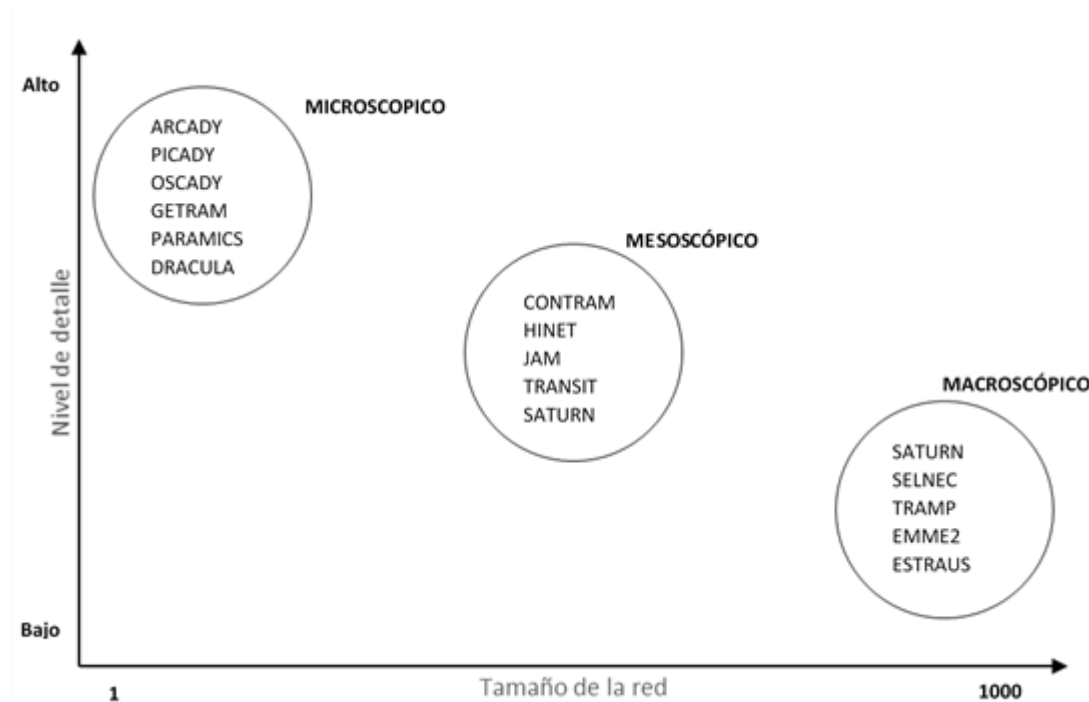 Alto
MICROSCOPICO
ARCADY
PICADY
OSCADY
GETRAM
PARAMICS
DRACULA
MESOSCÓPICO
CONTRAM
HINET
JAM
TRANSIT
SATURN
MACROSCÓPICO
SATURN
SELNEC
TRAMP
EMME2
ESTRAUS
Nivel de detalle
Bajo
1
Tamaño de la red
1000